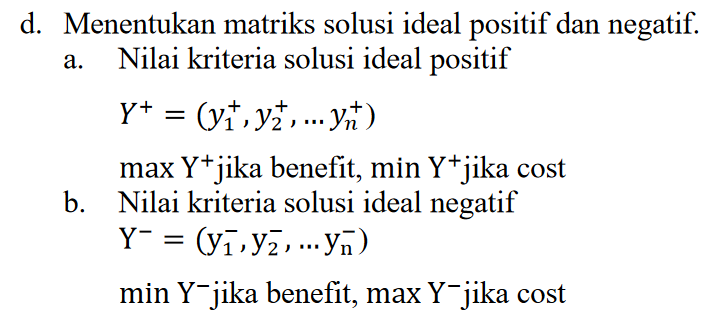 d. Menentukan matriks solusi ideal positif dan negatif.
a. Nilai kriteria solusi ideal positif
Y⁺ = (y₁⁺, y₂⁺, … yₙ⁺)
max Y⁺jika benefit, min Y⁺jika cost
b. Nilai kriteria solusi ideal negatif
Y⁻ = (y₁⁻, y₂⁻, … yₙ⁻)
min Y⁻jika benefit, max Y⁻jika cost